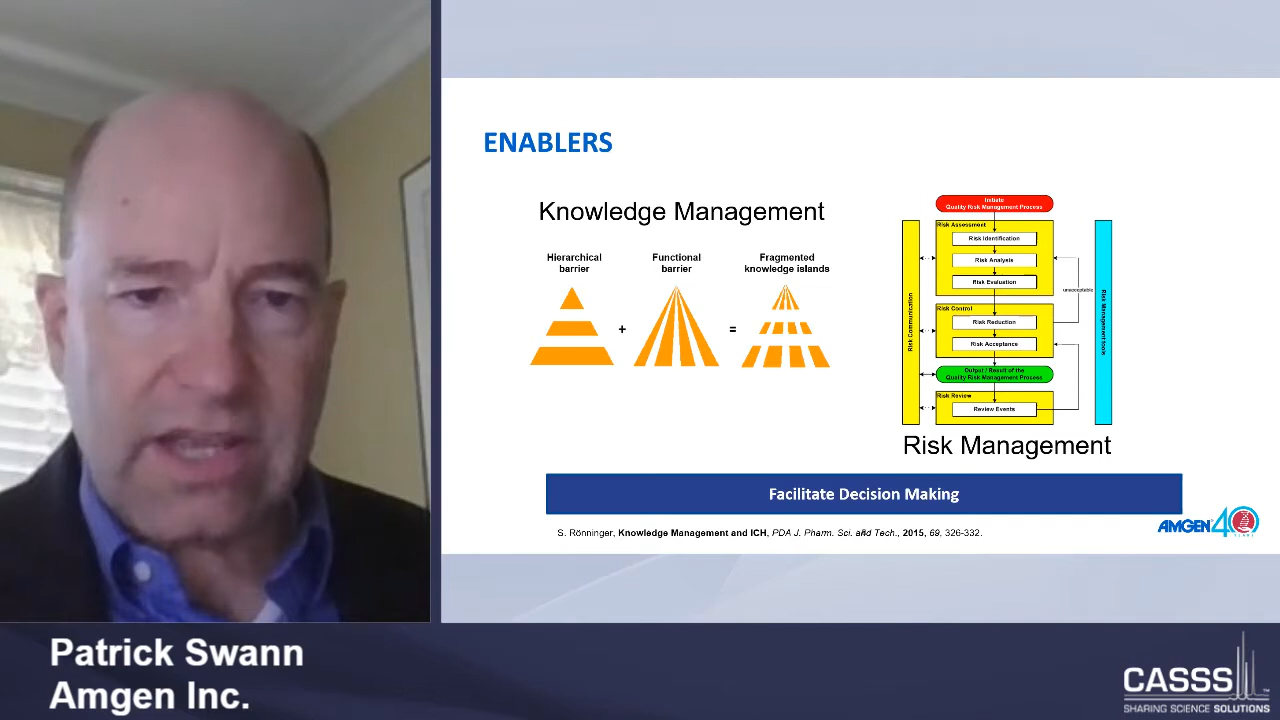 ENABLERS
Knowledge Management
Hierarchical
barrier
Functional
barrier
Fragmented
knowledge islands
+
=
Initiate
Quality Risk Management Process
Risk Assessment
Risk Identification
Risk Analysis
Risk Evaluation
unacceptable
Risk Control
Risk Reduction
Risk Acceptance
Output / Result of the
Quality Risk Management Process
Risk Review
Review Events
Risk Communication
Risk Management tools
Risk Management
Facilitate Decision Making
S. Rönninger, Knowledge Management and ICH, PDA J. Pharm. Sci. and Tech., 2015, 69, 326-332.
AMGEN 40
YEARS
Patrick Swann
Amgen Inc.
CASSS
SHARING SCIENCE SOLUTIONS